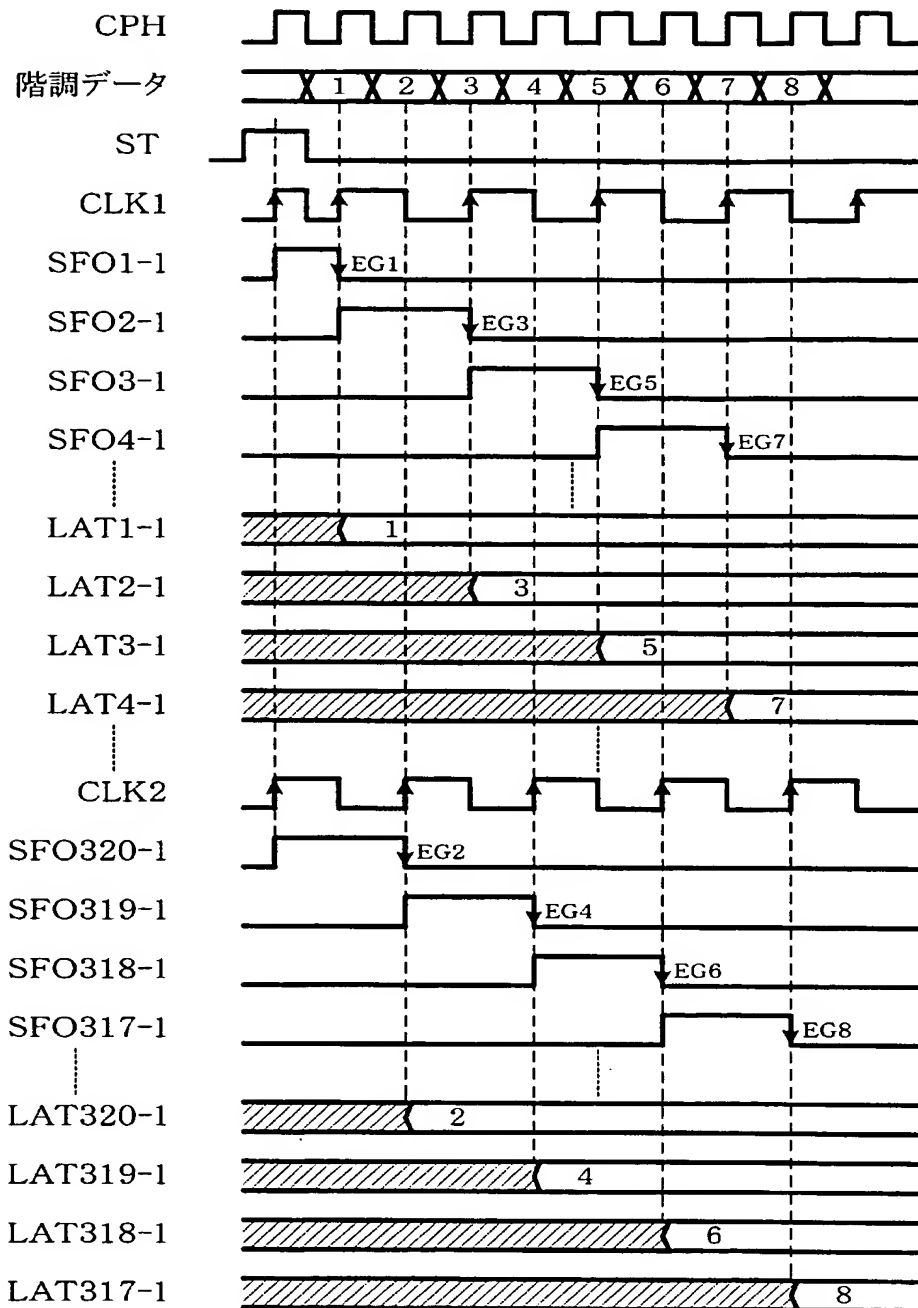 CPH
階調データ 1 2 3 4 5 6 7 8
ST
CLK1
SFO1-1 EG1
SFO2-1 EG3
SFO3-1 EG5
SFO4-1 EG7
LAT1-1 1
LAT2-1 3
LAT3-1 5
LAT4-1 7
CLK2
SFO320-1 EG2
SFO319-1 EG4
SFO318-1 EG6
SFO317-1 EG8
LAT320-1 2
LAT319-1 4
LAT318-1 6
LAT317-1 8